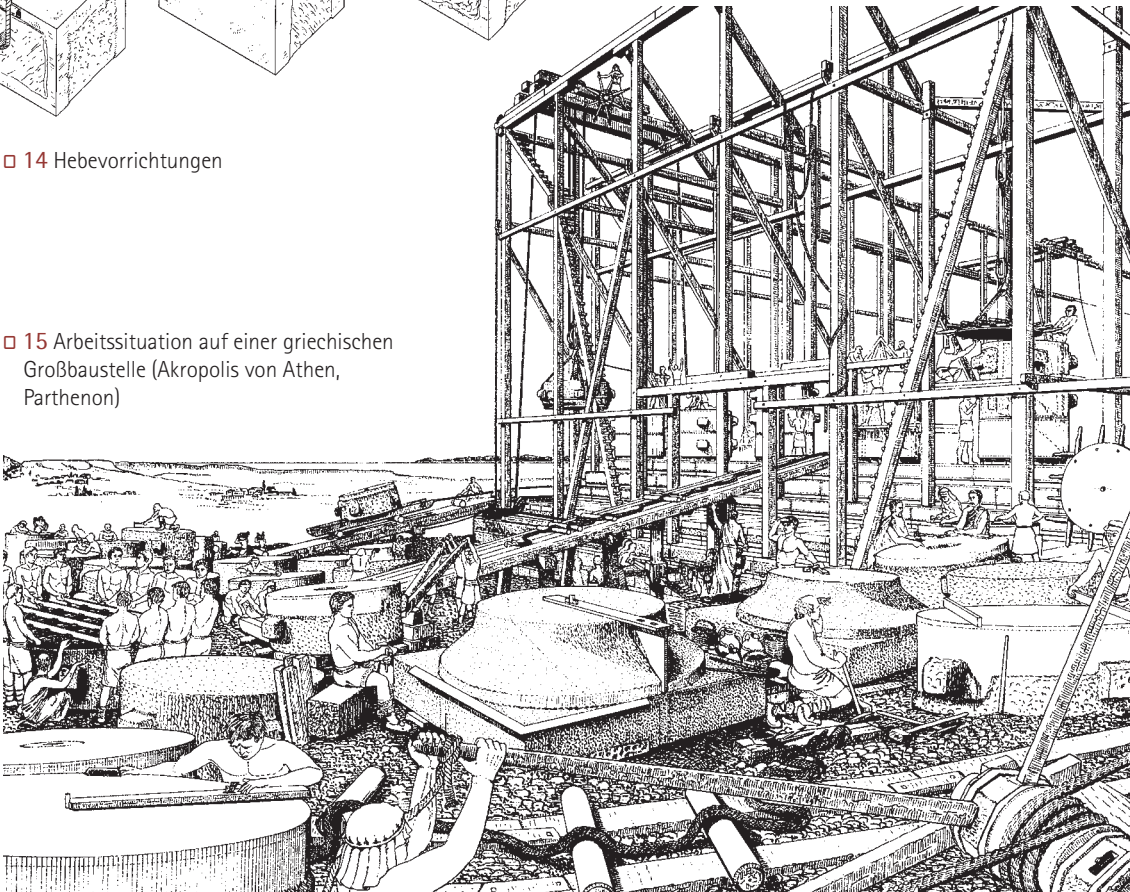 14 Hebevorrichtungen
15 Arbeitssituation auf einer griechischen
Großbaustelle (Akropolis von Athen,
Parthenon)